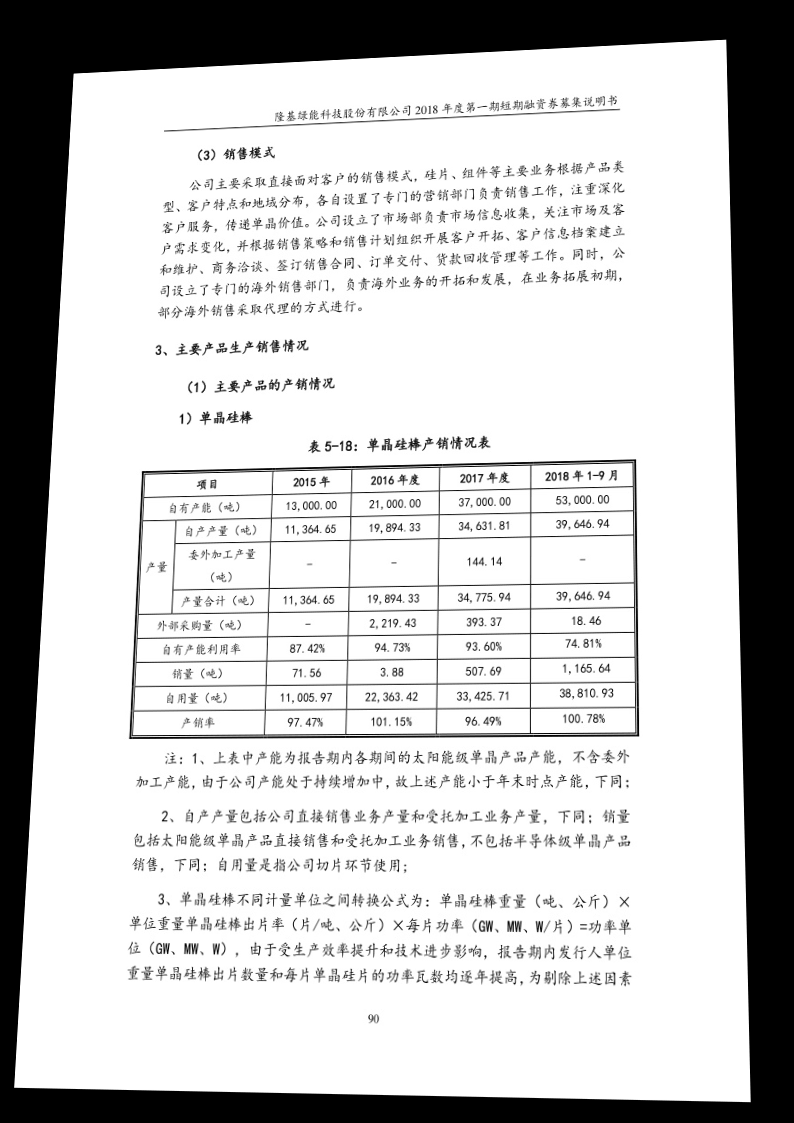 隆基绿能科技股份有限公司 2018 年度第一期短期融资券募集说明书
（3）销售模式
公司主要采取直接面对客户的销售模式，硅片、组件等主要业务根据产品类
型、客户特点和地域分布，各自设置了专门的营销部门负责销售工作，注重深化
客户服务，传递单晶价值。公司设立了市场部负责市场信息收集，关注市场及客
户需求变化，并根据销售策略和销售计划组织开展客户开拓、客户信息档案建立
和维护、商务洽谈、签订销售合同、订单交付、货款回收管理等工作。同时，公
司设立了专门的海外销售部门，负责海外业务的开拓和发展，在业务拓展初期，
部分海外销售采取代理的方式进行。
3、主要产品生产销售情况
（1）主要产品的产销情况
1）单晶硅棒
表 5-18：单晶硅棒产销情况表
项目 2015 年 2016 年度 2017 年度 2018 年 1-9 月
自有产能（吨） 13,000.00 21,000.00 37,000.00 53,000.00
产量 自产产量（吨） 11,364.65 19,894.33 34,631.81 39,646.94
委外加工产量（吨） - - 144.14 -
产量合计（吨） 11,364.65 19,894.33 34,775.94 39,646.94
外部采购量（吨） - 2,219.43 393.37 18.46
自有产能利用率 87.42% 94.73% 93.60% 74.81%
销量（吨） 71.56 3.88 507.69 1,165.64
自用量（吨） 11,005.97 22,363.42 33,425.71 38,810.93
产销率 97.47% 101.15% 96.49% 100.78%
注：1、上表中产能为报告期内各期间的太阳能级单晶产品产能，不含委外
加工产能，由于公司产能处于持续增加中，故上述产能小于年末时点产能，下同；
2、自产产量包括公司直接销售业务产量和受托加工业务产量，下同；销量
包括太阳能级单晶产品直接销售和受托加工业务销售，不包括半导体级单晶产品
销售，下同；自用量是指公司切片环节使用；
3、单晶硅棒不同计量单位之间转换公式为：单晶硅棒重量（吨、公斤）×
单位重量单晶硅棒出片率（片/吨、公斤）×每片功率（GW、MW、W/片）=功率单
位（GW、MW、W），由于受生产效率提升和技术进步影响，报告期内发行人单位
重量单晶硅棒出片数量和每片单晶硅片的功率瓦数均逐年提高，为剔除上述因素
90